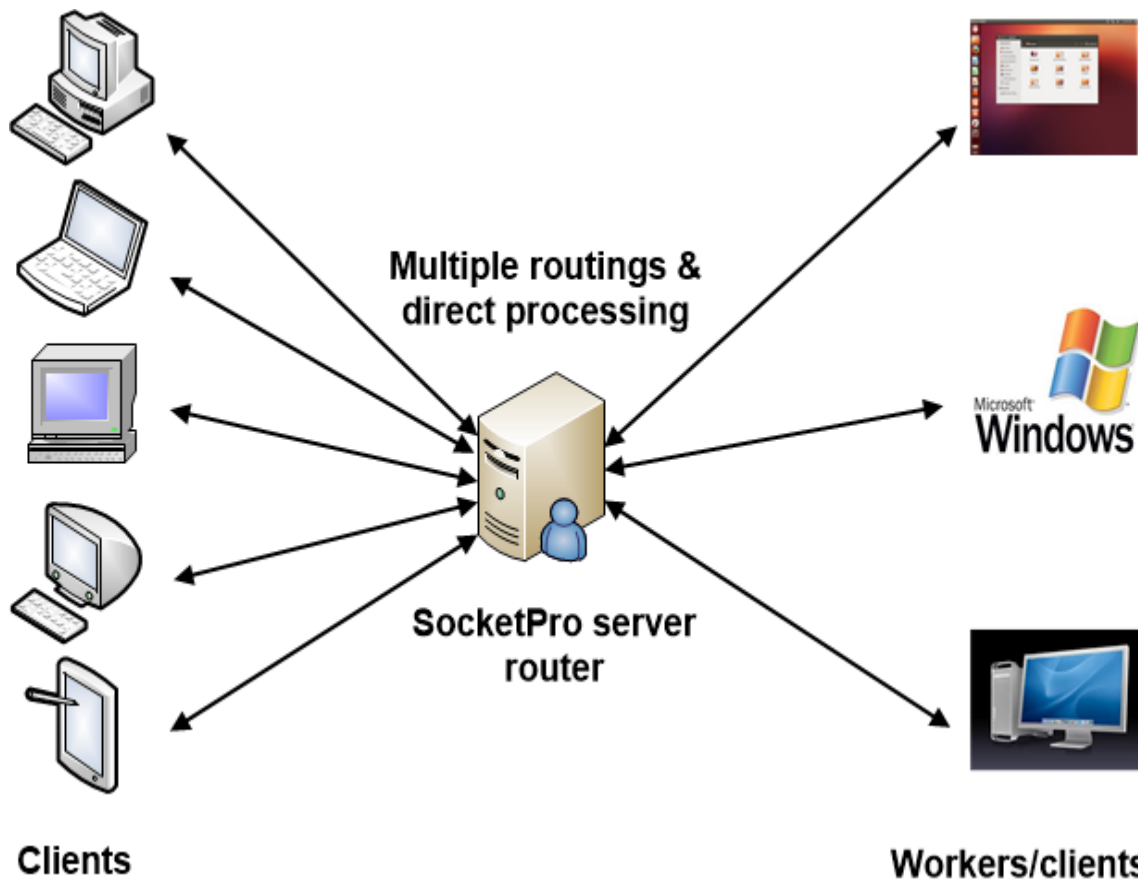 Multiple routings &
direct processing
Microsoft
Windows
SocketPro server
router
Clients
Workers/clients